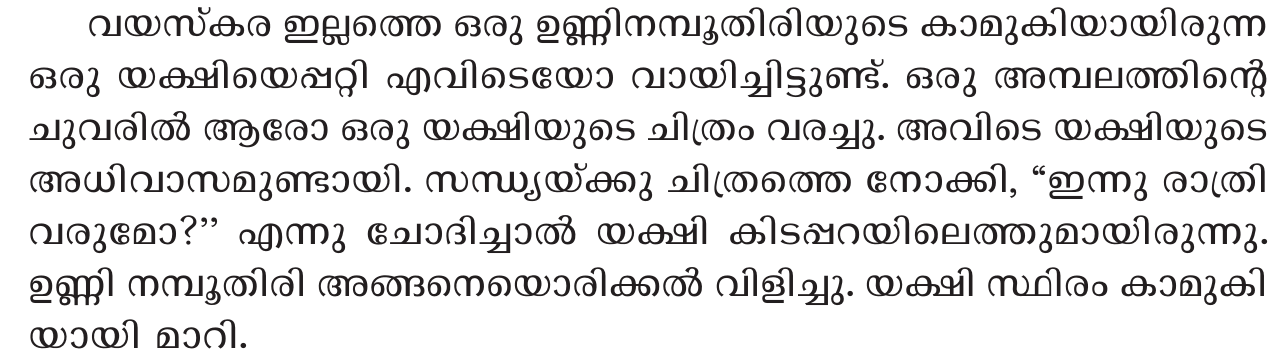 വയസ്കര ഇല്ലത്തെ ഒരു ഉണ്ണിനമ്പൂതിരിയുടെ കാമുകിയായിരുന്ന
ഒരു യക്ഷിയെപ്പറ്റി എവിടെയോ വായിച്ചിട്ടുണ്ട്. ഒരു അമ്പലത്തിന്റെ
ചുവരിൽ ആരോ ഒരു യക്ഷിയുടെ ചിത്രം വരച്ചു. അവിടെ യക്ഷിയുടെ
അധിവാസമുണ്ടായി. സന്ധ്യയ്ക്കു ചിത്രത്തെ നോക്കി, “ഇന്നു രാത്രി
വരുമോ?’’ എന്നു ചോദിച്ചാൽ യക്ഷി കിടപ്പറയിലെത്തുമായിരുന്നു.
ഉണ്ണി നമ്പൂതിരി അങ്ങനെയൊരിക്കൽ വിളിച്ചു. യക്ഷി സ്ഥിരം കാമുകി
യായി മാറി.